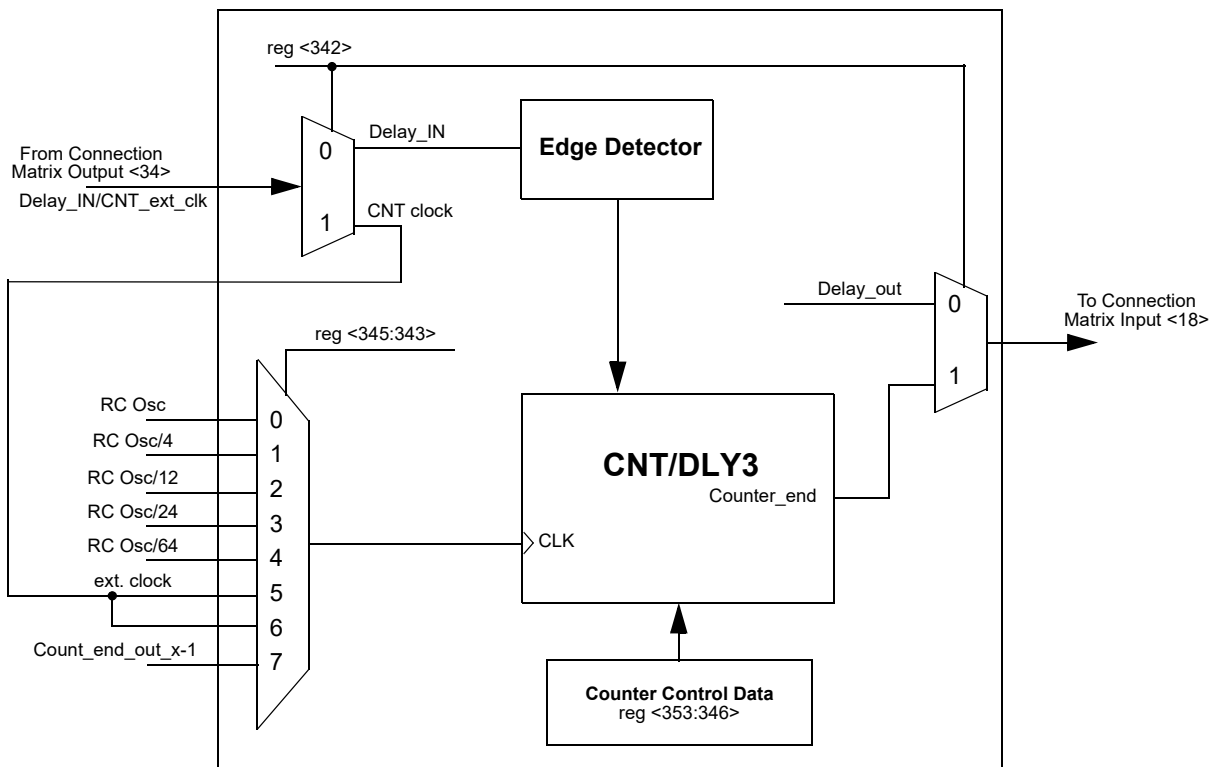 reg <342>
0
1
Delay_IN
Edge Detector
From Connection
Matrix Output <34>
Delay_IN/CNT_ext_clk
CNT clock
Delay_out
0
1
To Connection
Matrix Input <18>
reg <345:343>
RC Osc
RC Osc/4
RC Osc/12
RC Osc/24
RC Osc/64
ext. clock
Count_end_out_x-1
0
1
2
3
4
5
6
7
CNT/DLY3
Counter_end
CLK
Counter Control Data
reg <353:346>